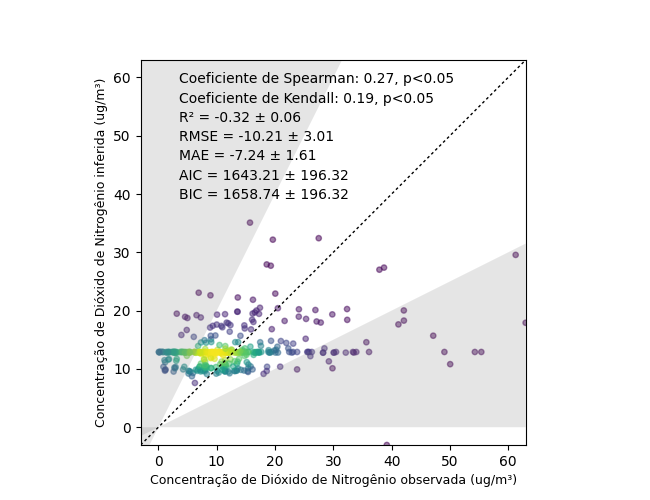 Coeficiente de Spearman: 0.27, p<0.05
Coeficiente de Kendall: 0.19, p<0.05
R² = -0.32 ± 0.06
RMSE = -10.21 ± 3.01
MAE = -7.24 ± 1.61
AIC = 1643.21 ± 196.32
BIC = 1658.74 ± 196.32
Concentração de Dióxido de Nitrogênio inferida (ug/m³)
60
50
40
30
20
10
0
0 10 20 30 40 50 60
Concentração de Dióxido de Nitrogênio observada (ug/m³)